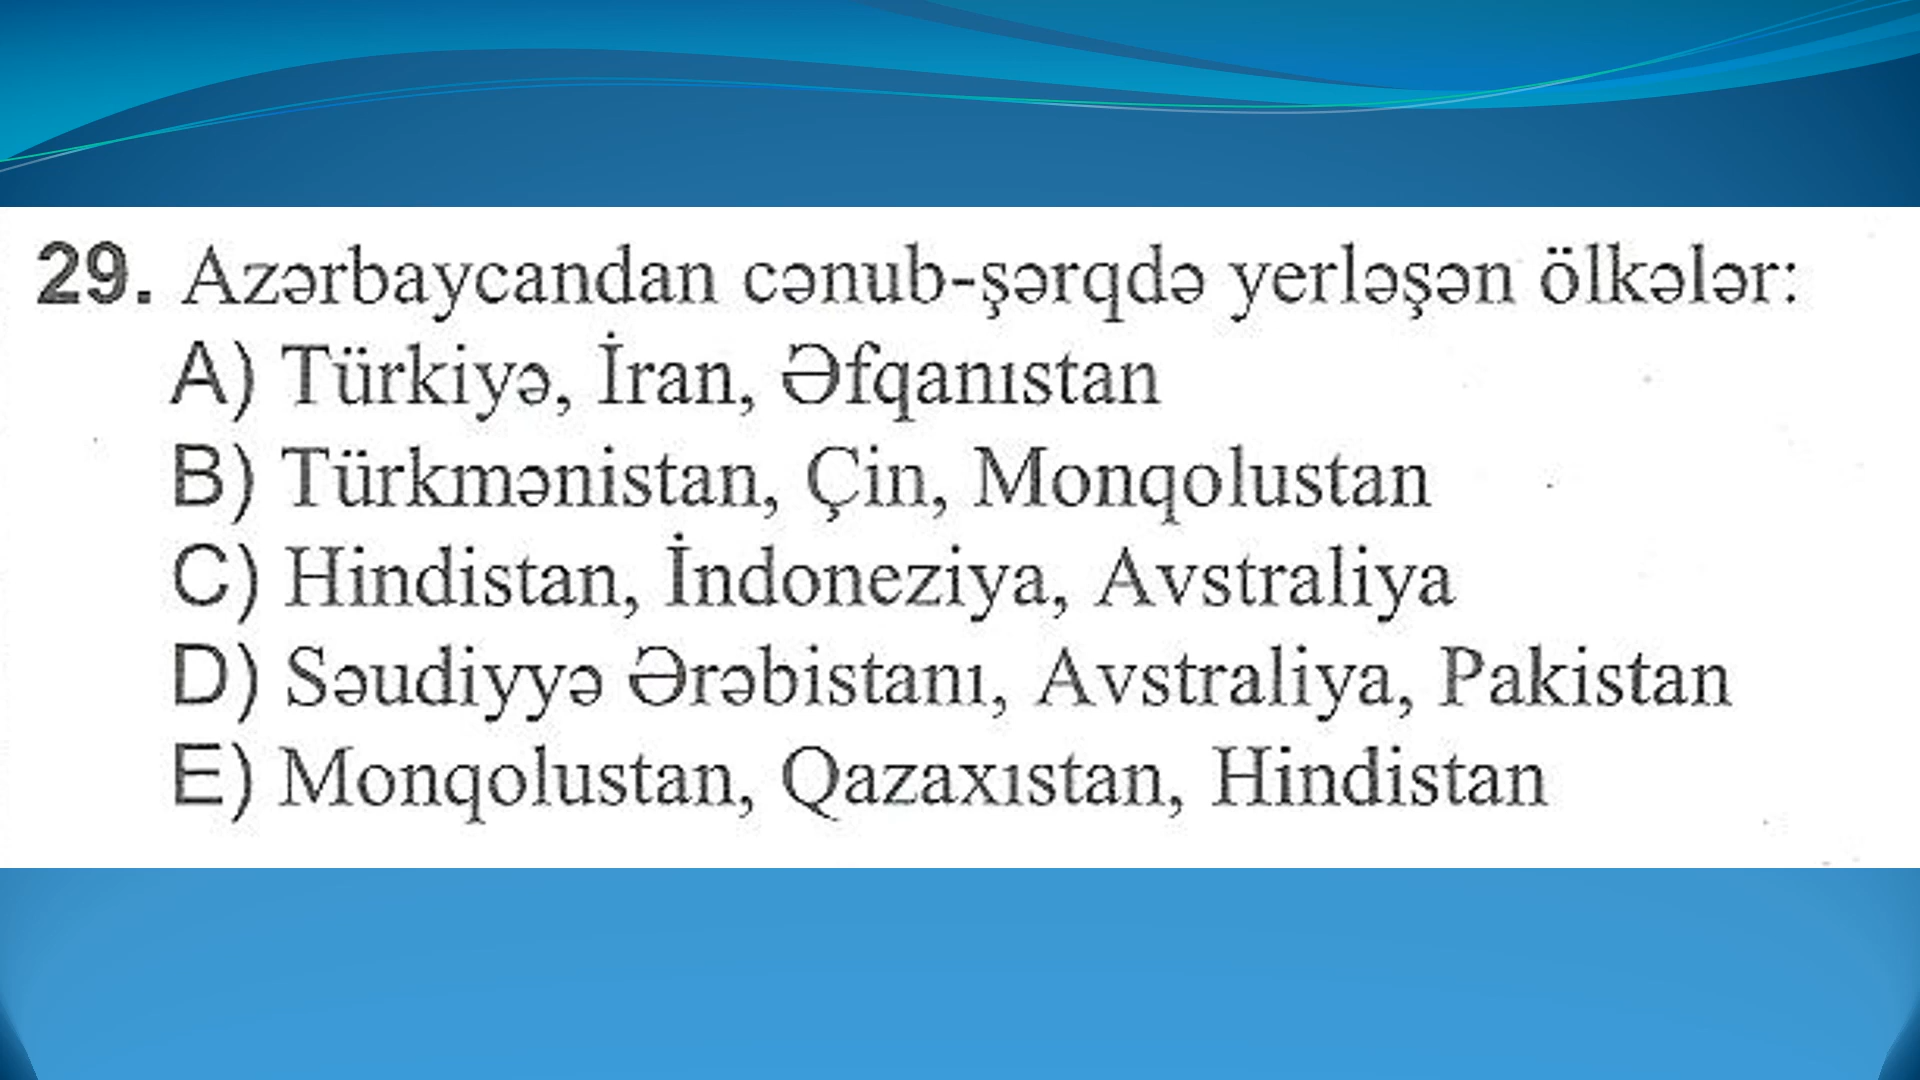 29. Azərbaycandan cənub-şərqdə yerləşən ölkələr:
A) Türkiyə, İran, Əfqanıstan
B) Türkmənistan, Çin, Monqolustan
C) Hindistan, İndoneziya, Avstraliya
D) Səudiyyə Ərəbistanı, Avstraliya, Pakistan
E) Monqolustan, Qazaxıstan, Hindistan